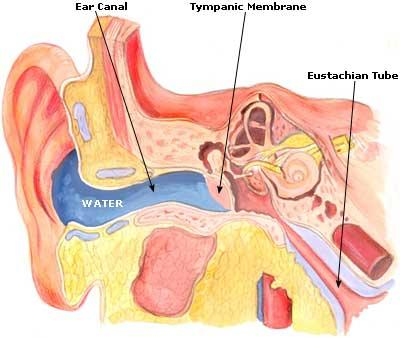 Ear Canal
Tympanic Membrane
Eustachian Tube
WATER